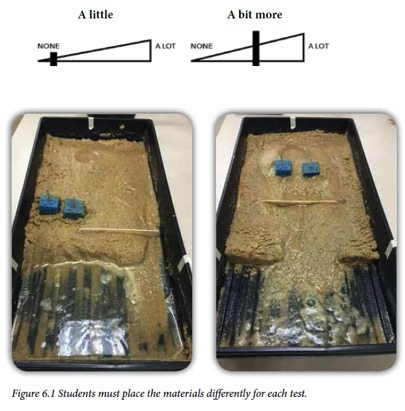 A little
A bit more
NONE
A LOT
NONE
A LOT
Figure 6.1 Students must place the materials differently for each test.